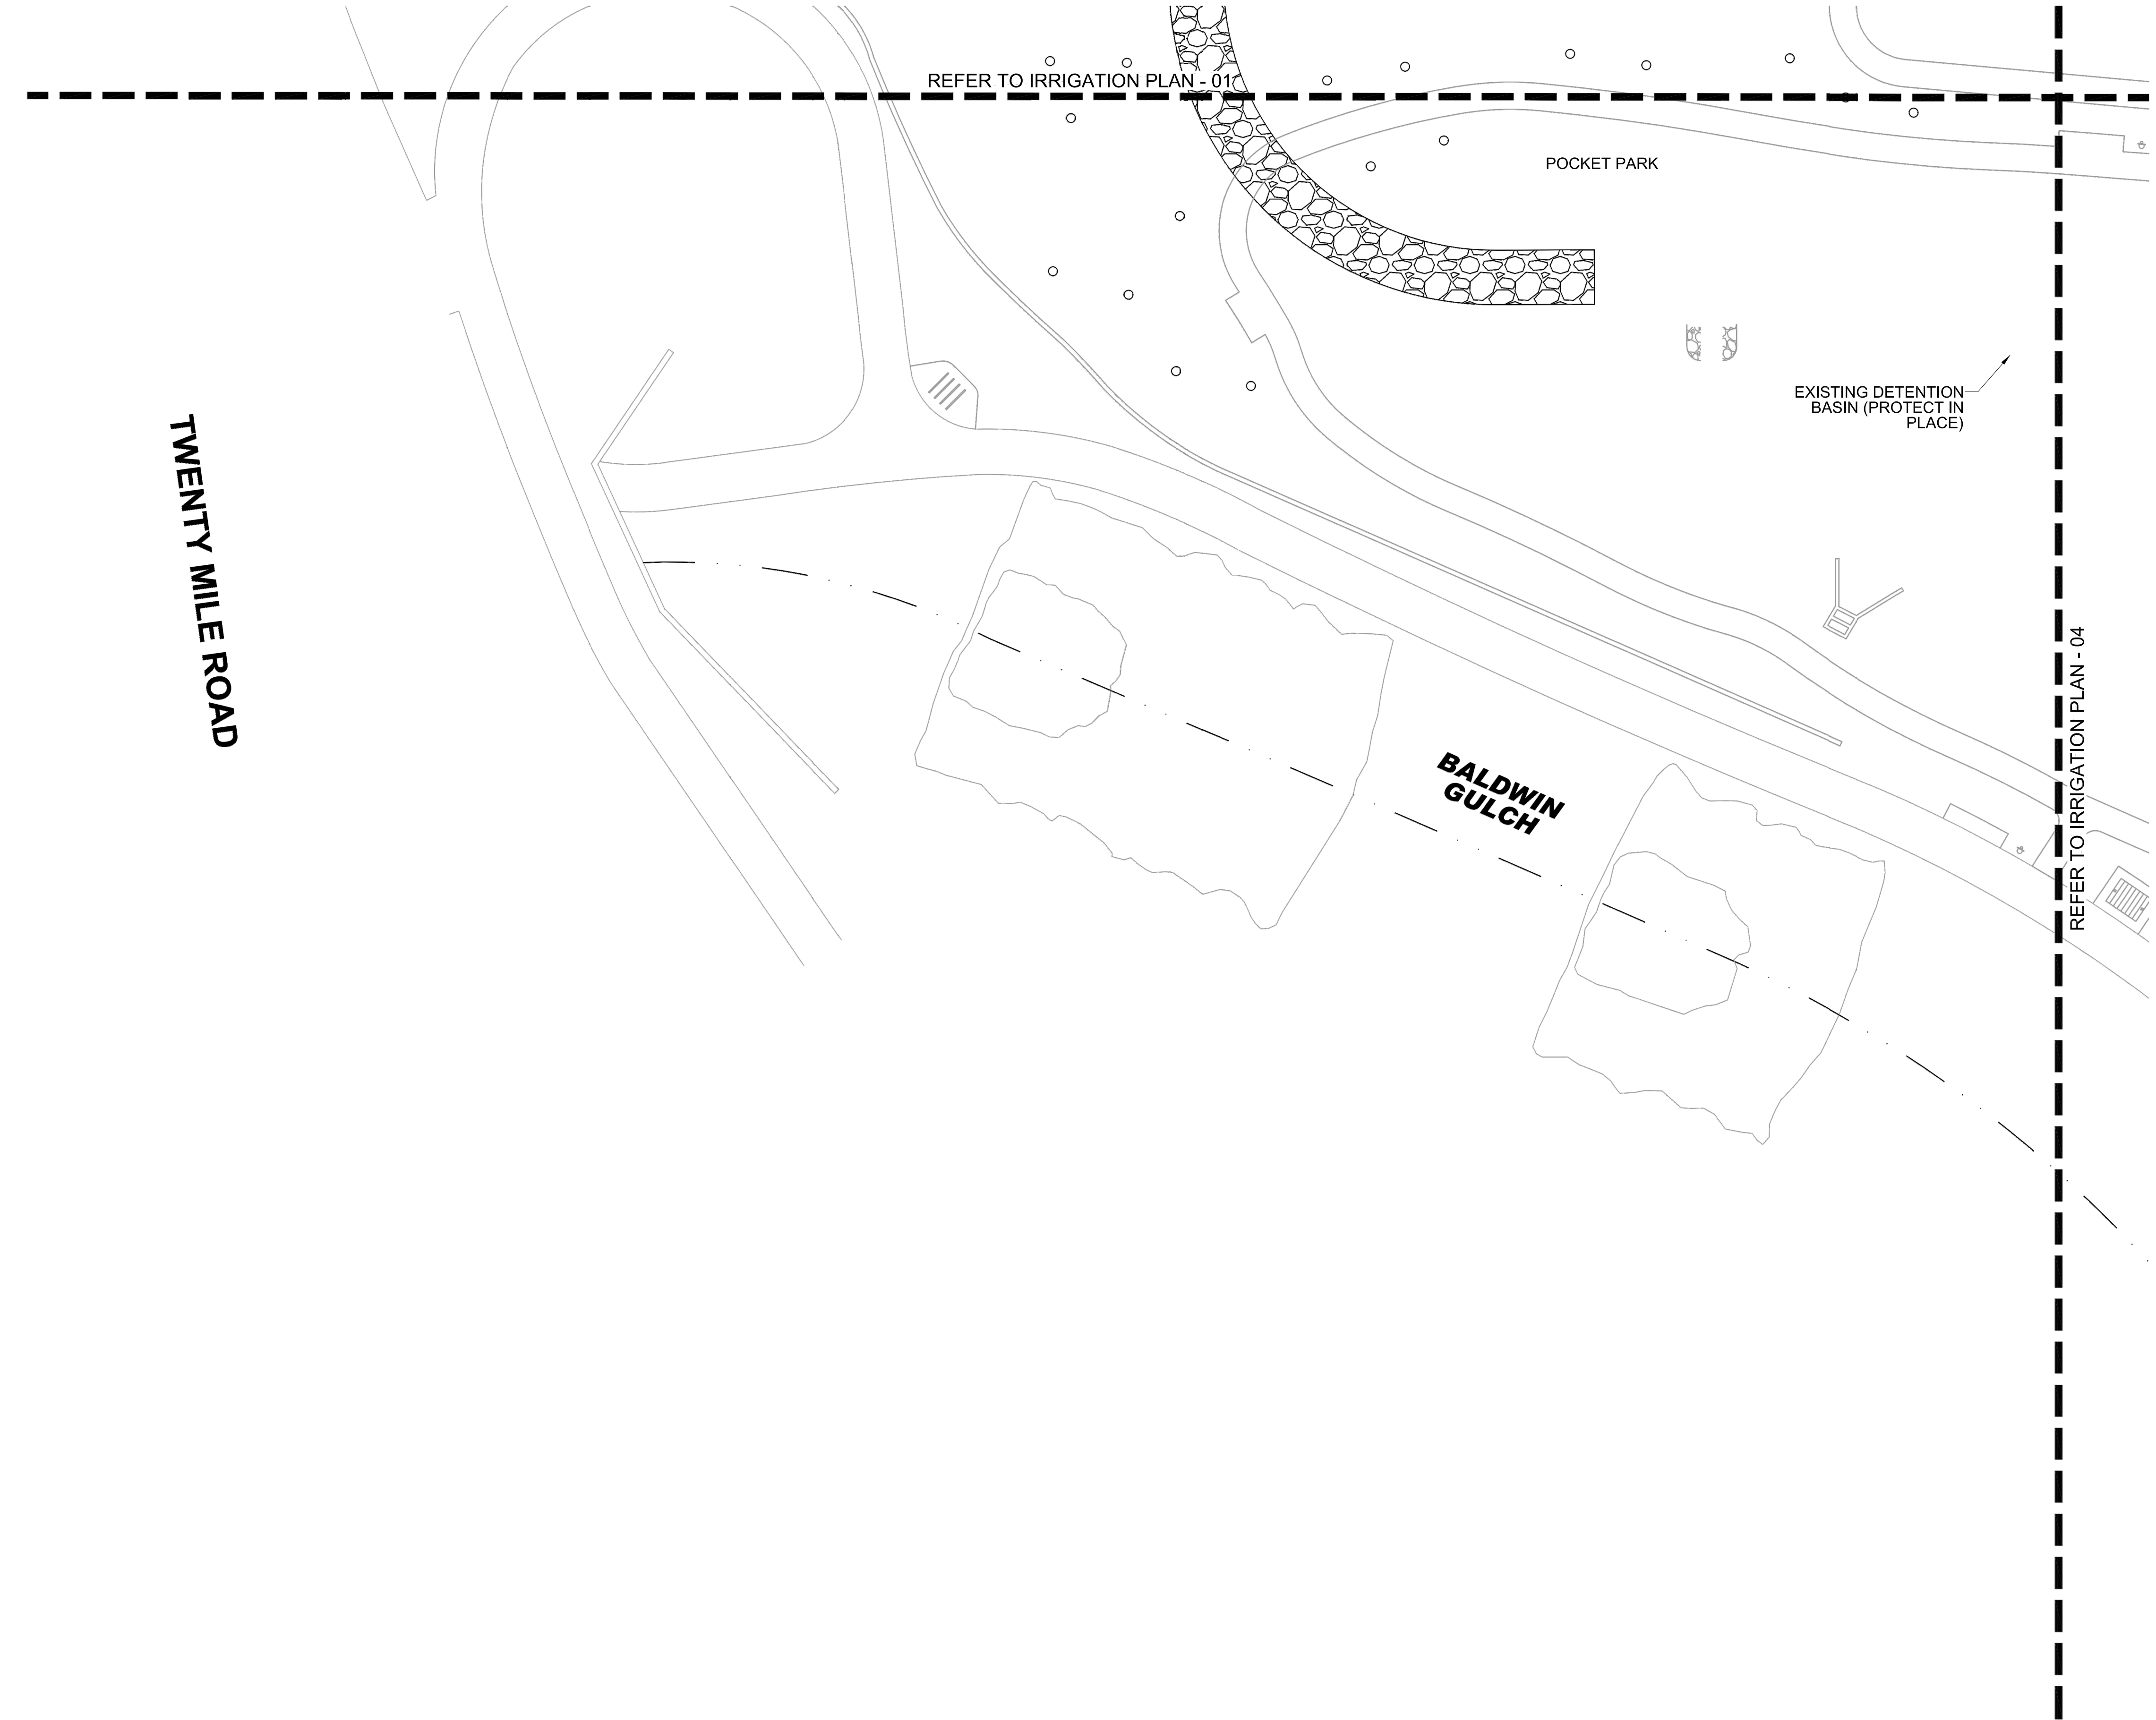 REFER TO IRRIGATION PLAN - 01
POCKET PARK
EXISTING DETENTION
BASIN (PROTECT IN
PLACE)
TWENTY MILE ROAD
BALDWIN
GULCH
REFER TO IRRIGATION PLAN - 04